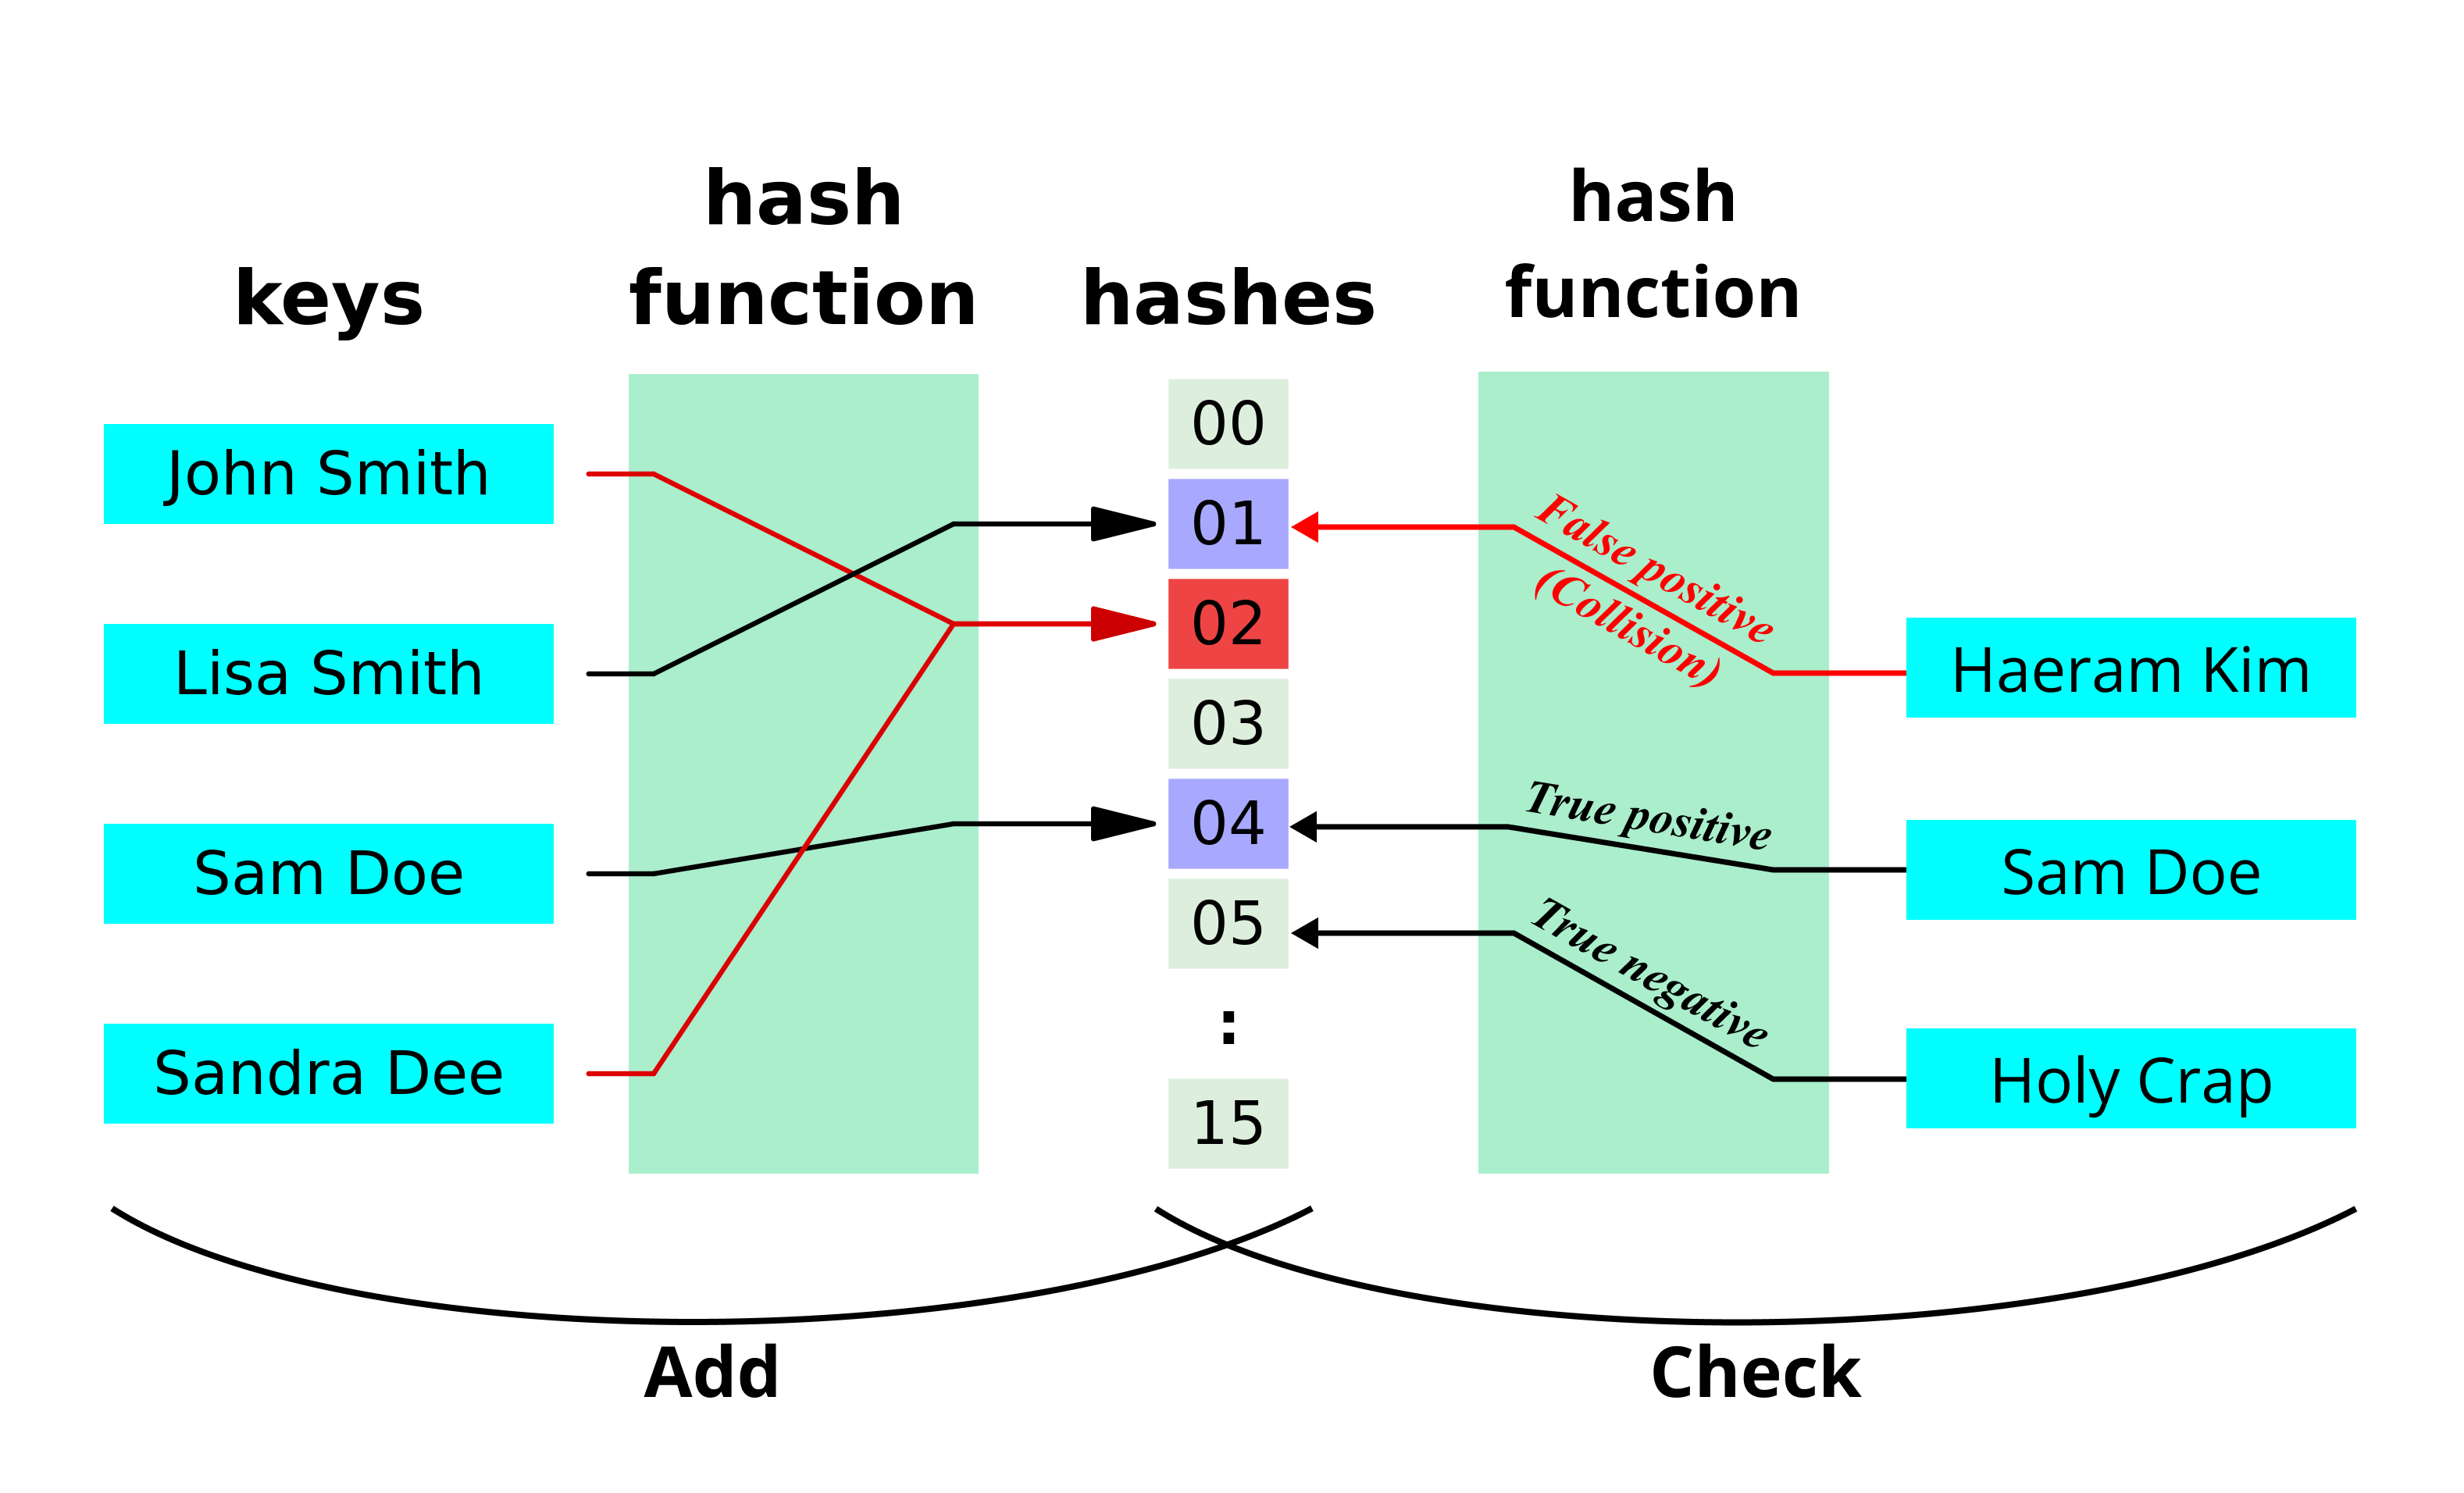 keys
hash
function
hashes
hash
function
John Smith
Lisa Smith
Sam Doe
Sandra Dee
00
01
02
03
04
05
:
15
False positive
(Collision)
True positive
True negative
Haeram Kim
Sam Doe
Holy Crap
Add
Check